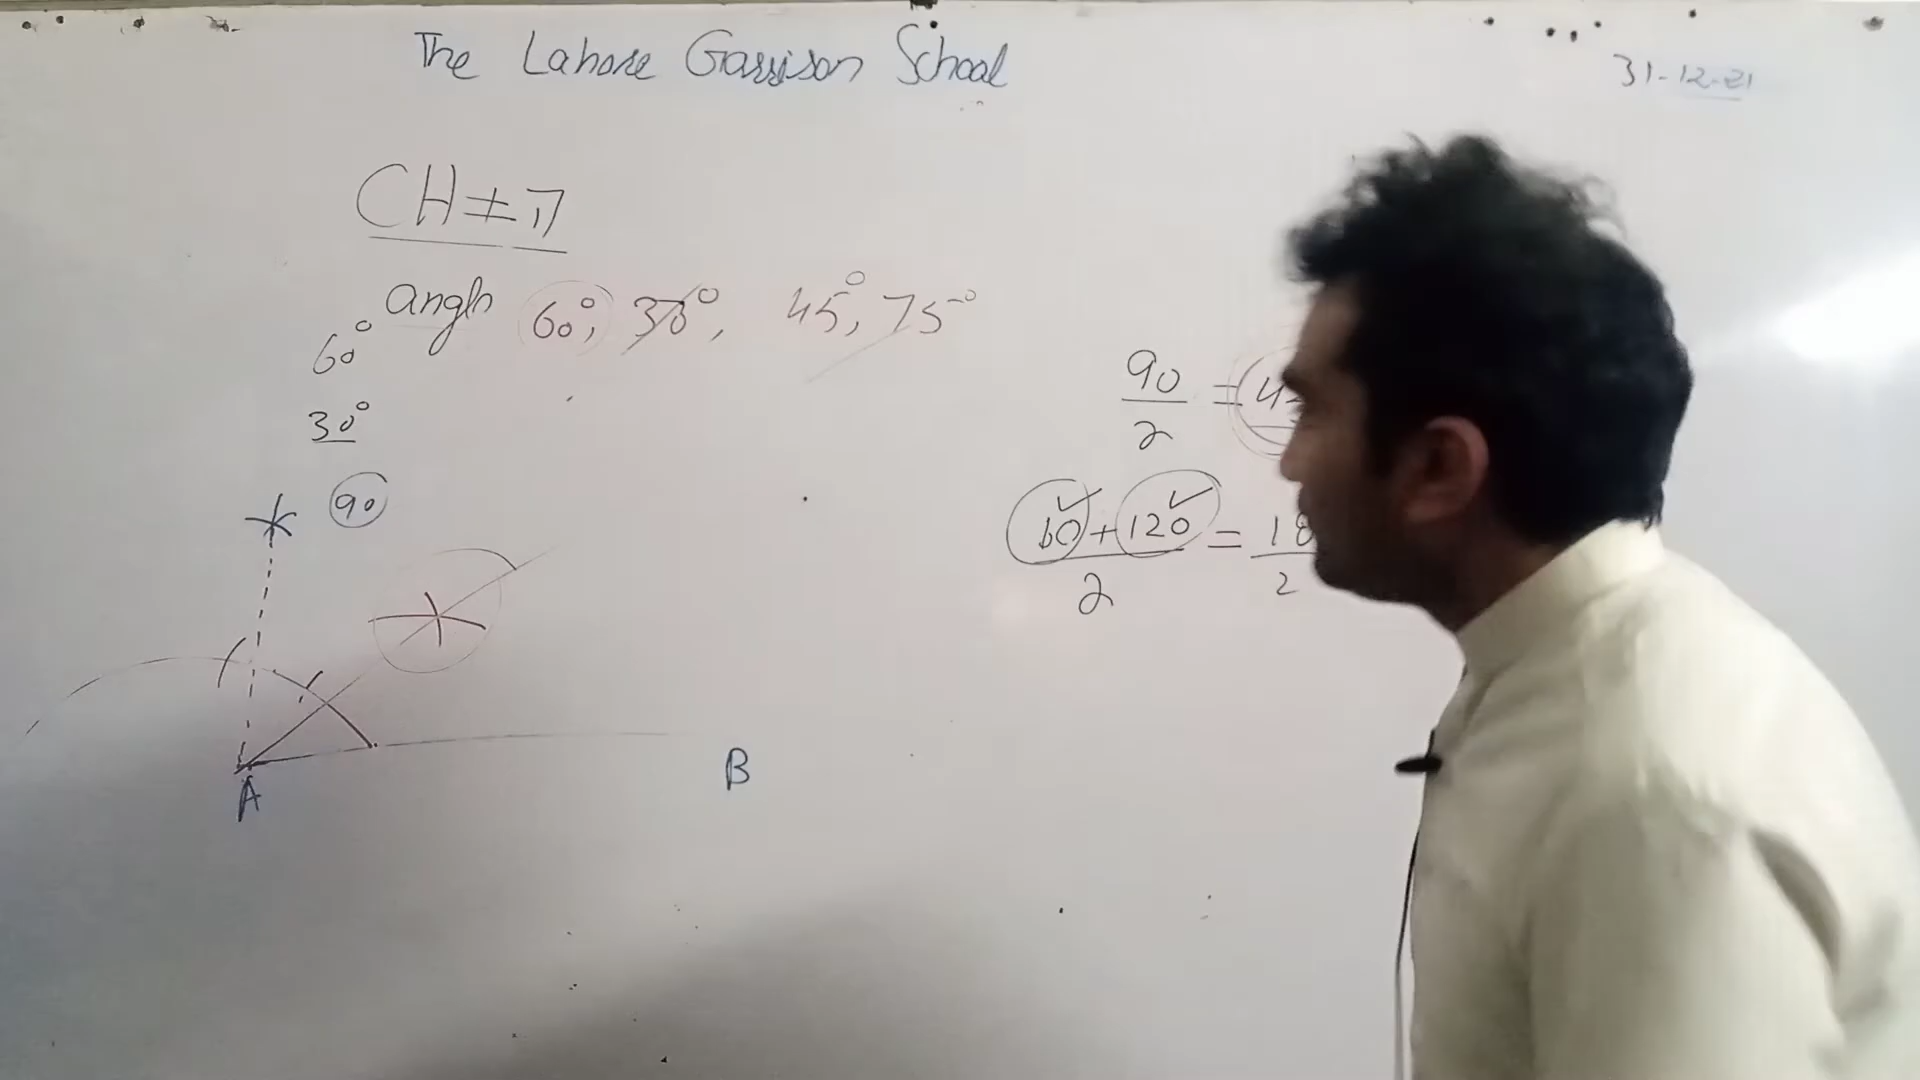 The Lahore Garrison School
31-12-21
CH # 7
angle 60°, 30°, 45°, 75°
60°
30°
90
90/2 = 4
60 + 120/2 = 18/2
A
B